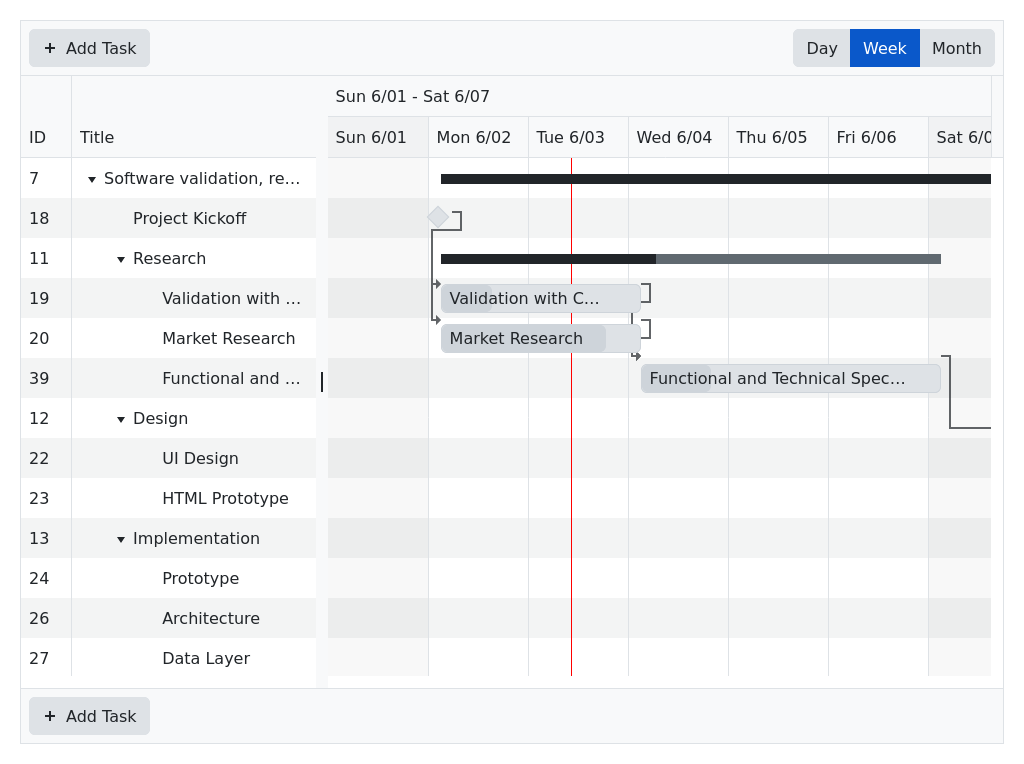 Add Task
Day Week Month
Sun 6/01 - Sat 6/07
ID Title Sun 6/01 Mon 6/02 Tue 6/03 Wed 6/04 Thu 6/05 Fri 6/06 Sat 6/0
7 Software validation, re…
18 Project Kickoff
11 Research
19 Validation with … Validation with C…
20 Market Research Market Research
39 Functional and … Functional and Technical Spec…
12 Design
22 UI Design
23 HTML Prototype
13 Implementation
24 Prototype
26 Architecture
27 Data Layer
Add Task